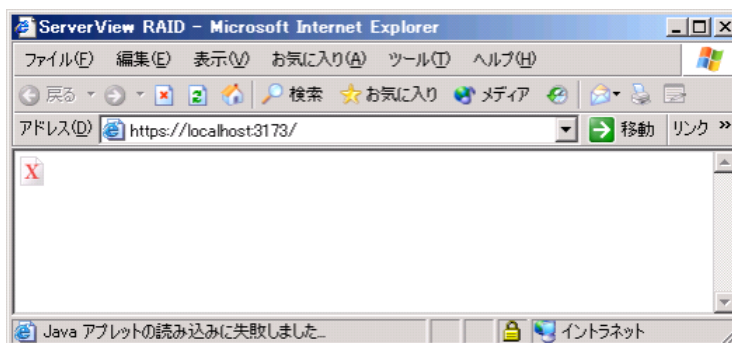 ServerView RAID - Microsoft Internet Explorer
ファイル(F) 編集(E) 表示(V) お気に入り(A) ツール(T) ヘルプ(H)
戻る 検索 お気に入り メディア
アドレス(D) https://localhost:3173/ 移動 リンク »
X
Java アプレットの読み込みに失敗しました... イントラネット